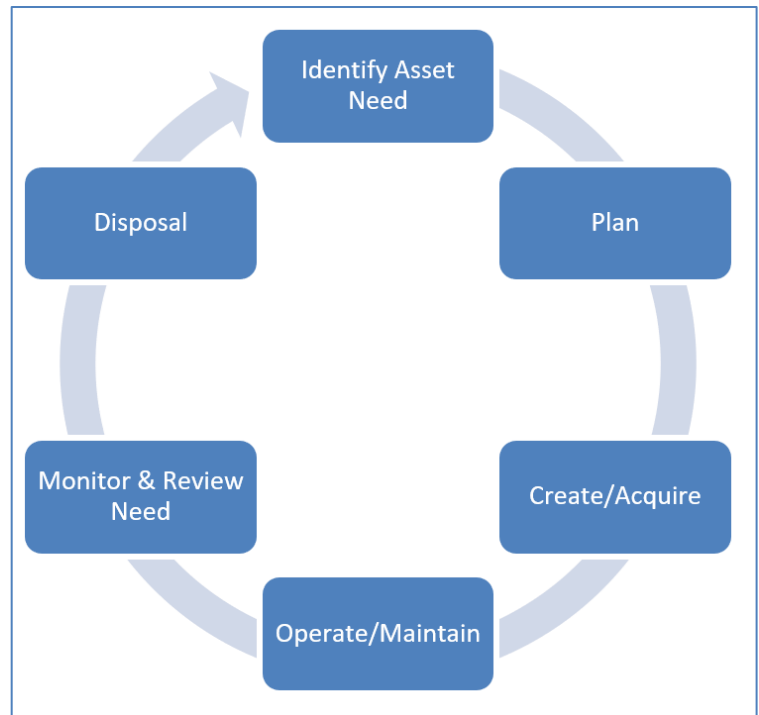 Identify Asset
Need
Plan
Create/Acquire
Operate/Maintain
Monitor & Review
Need
Disposal